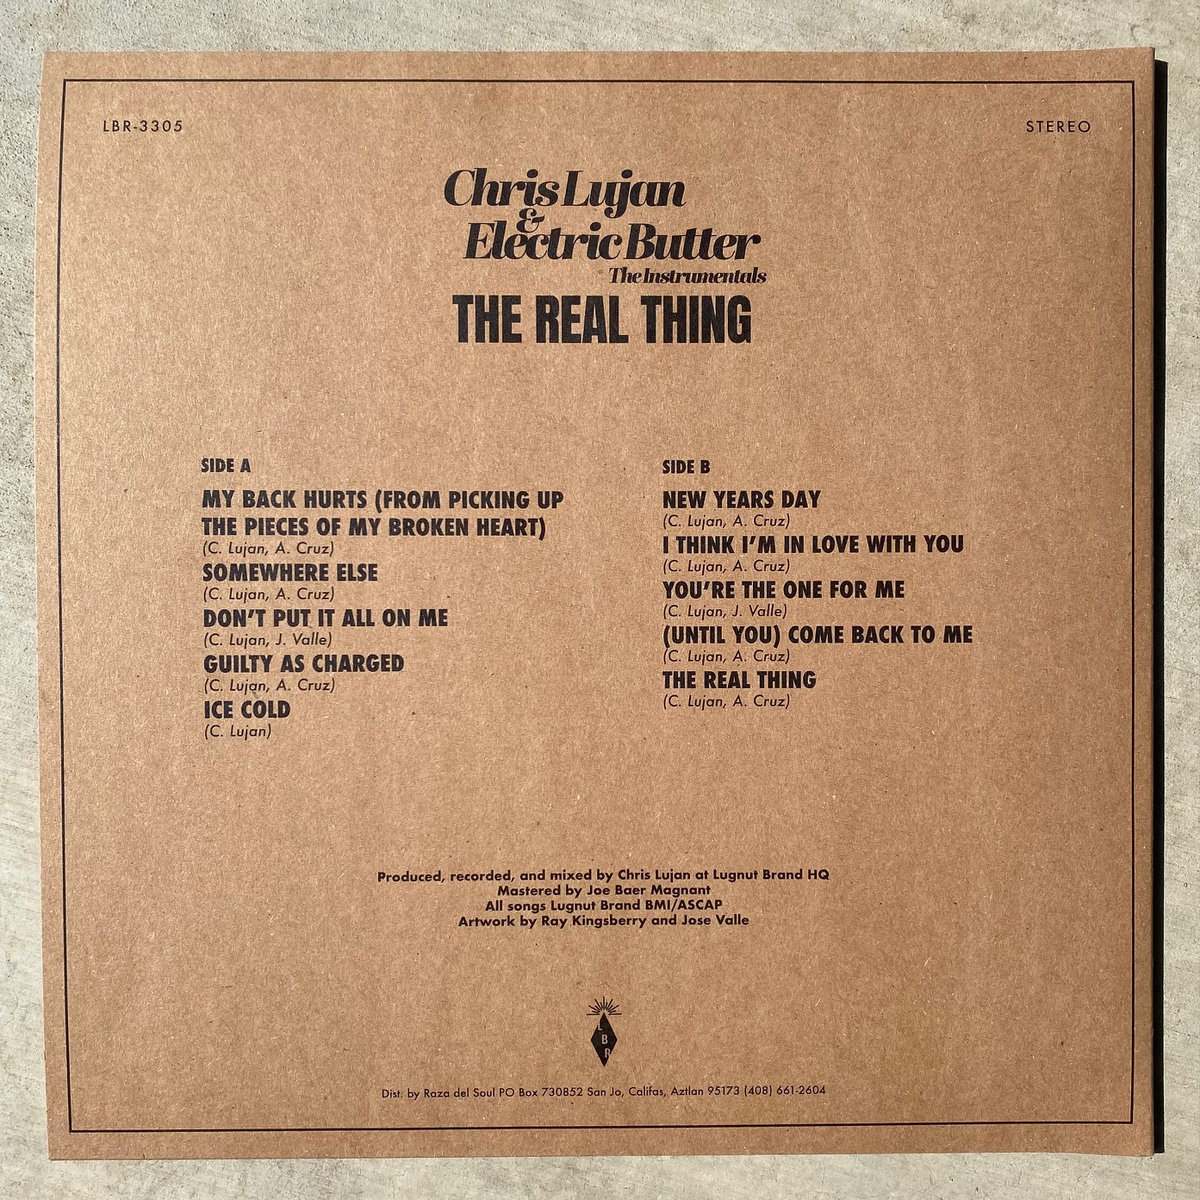 LBR-3305
STEREO
Chris Lujan
&
Electric Butter
The Instrumentals
THE REAL THING
SIDE A
MY BACK HURTS (FROM PICKING UP
THE PIECES OF MY BROKEN HEART)
(C. Lujan, A. Cruz)
SOMEWHERE ELSE
(C. Lujan, A. Cruz)
DON'T PUT IT ALL ON ME
(C. Lujan, J. Valle)
GUILTY AS CHARGED
(C. Lujan, A. Cruz)
ICE COLD
(C. Lujan)
SIDE B
NEW YEARS DAY
(C. Lujan, A. Cruz)
I THINK I'M IN LOVE WITH YOU
(C. Lujan, A. Cruz)
YOU'RE THE ONE FOR ME
(C. Lujan, J. Valle)
(UNTIL YOU) COME BACK TO ME
(C. Lujan, A. Cruz)
THE REAL THING
(C. Lujan, A. Cruz)
Produced, recorded, and mixed by Chris Lujan at Lugnut Brand HQ
Mastered by Joe Baer Magnant
All songs Lugnut Brand BMI/ASCAP
Artwork by Ray Kingsberry and Jose Valle
L
B
R
Dist. by Raza del Soul PO Box 730852 San Jo, Califas, Aztlan 95173 (408) 661-2604